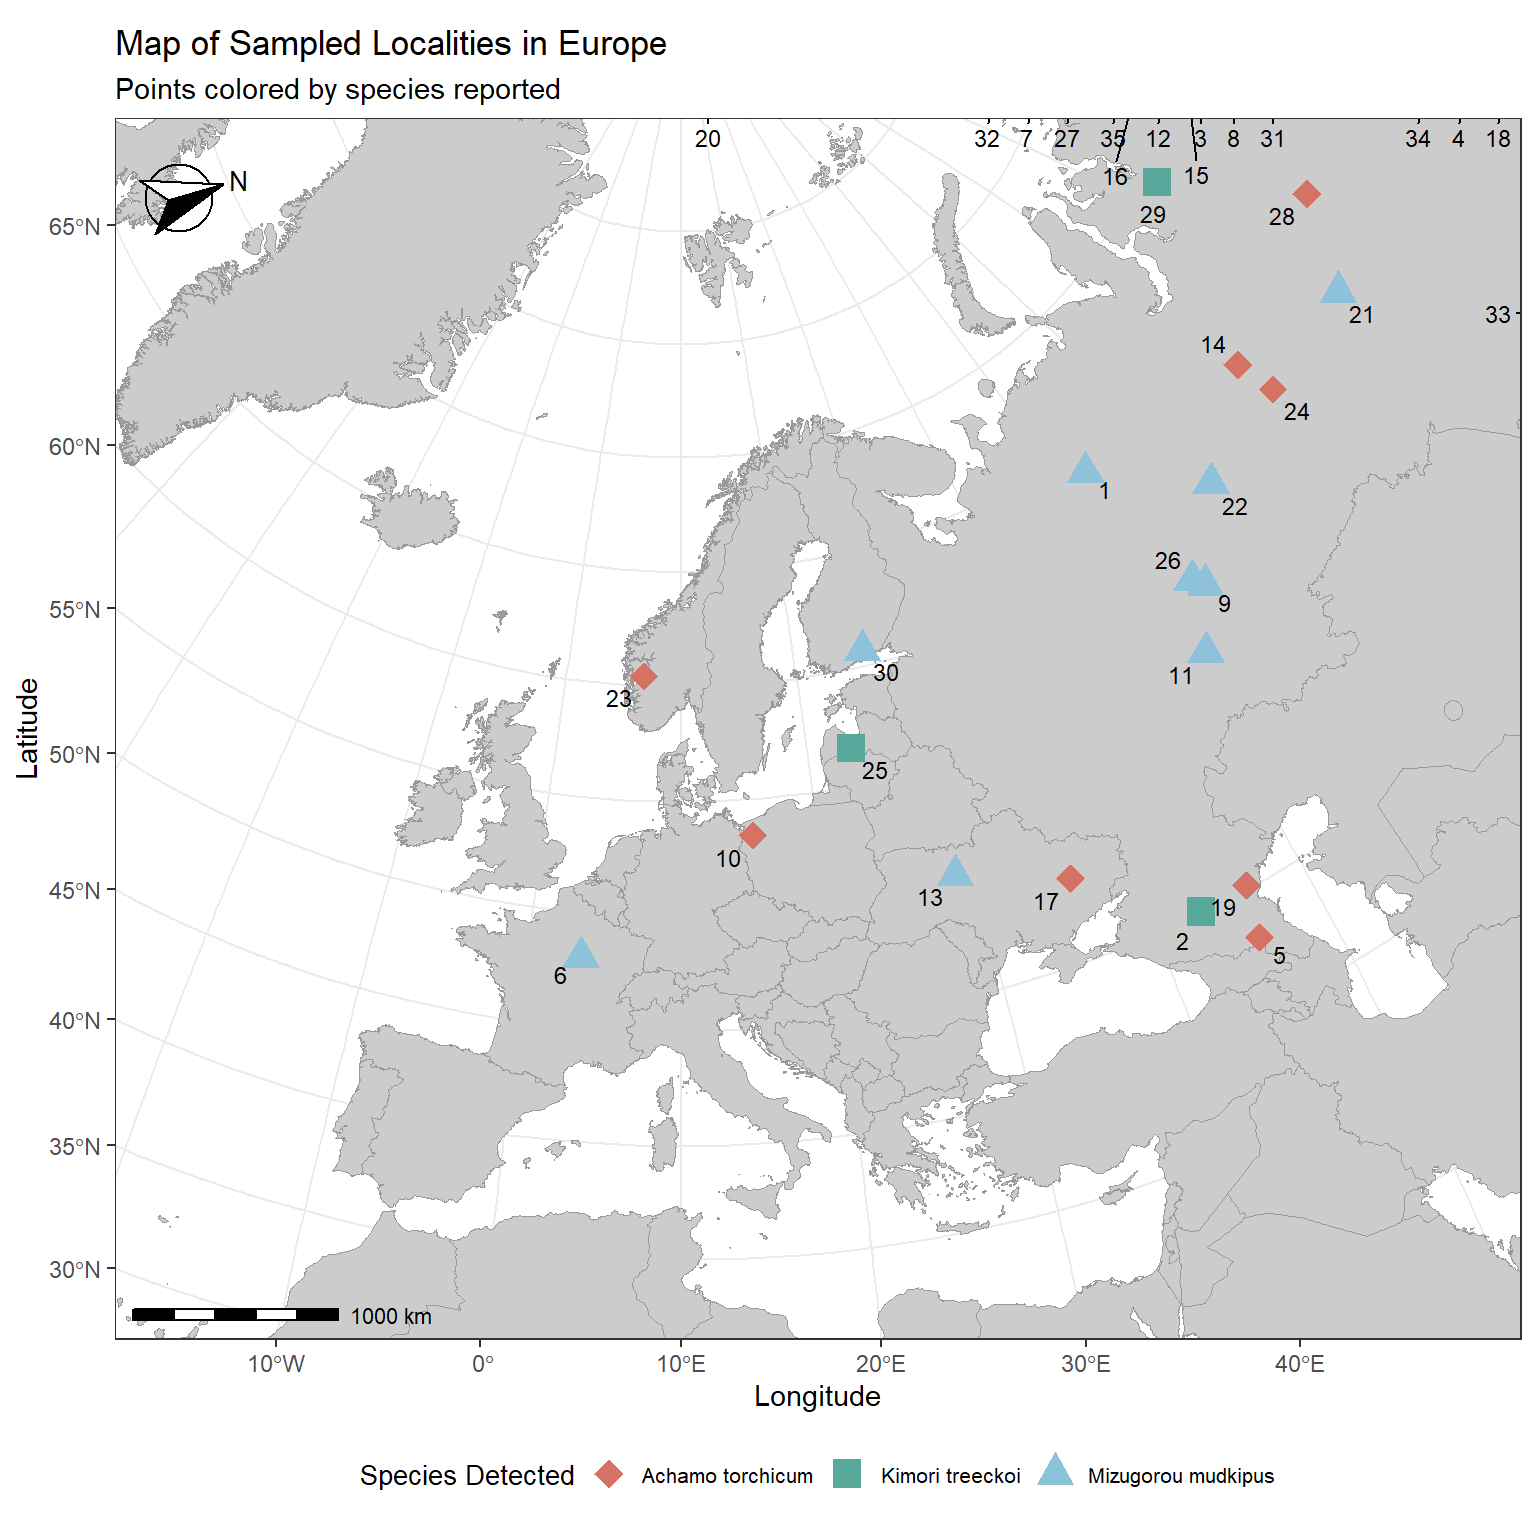 Map of Sampled Localities in Europe
Points colored by species reported
20 32 7 27 35 12 3 8 31 34 4 18
N
16 15
29 28
65°N
21 33
14
24
60°N
1
22
26
9
55°N
30 11
23
50°N
25
10
45°N
13 17 19
2
5
6
40°N
35°N
30°N
1000 km
Latitude
10°W 0° 10°E 20°E 30°E 40°E
Longitude
Species Detected Achamo torchicum Kimori treeckoi Mizugorou mudkipus